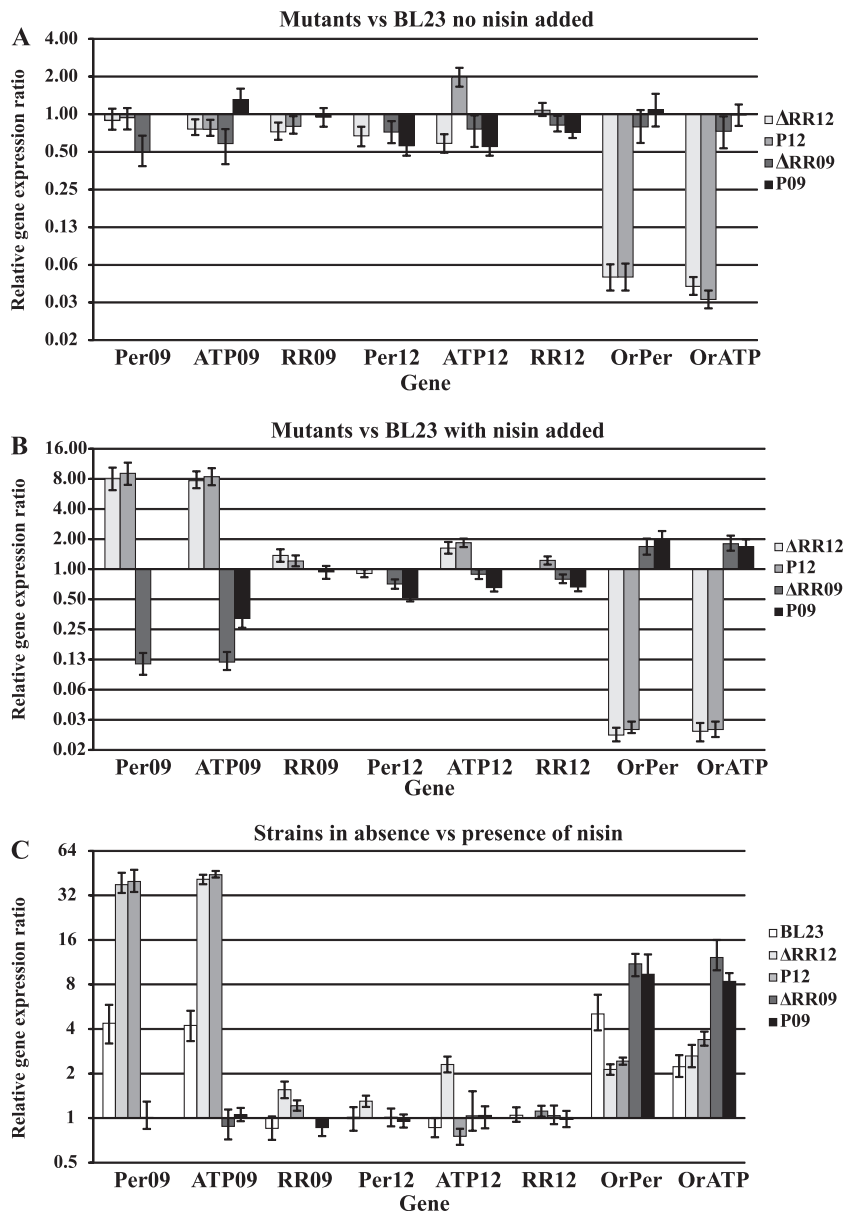 A
Mutants vs BL23 no nisin added
Relative gene expression ratio
4.00
2.00
1.00
0.50
0.25
0.13
0.06
0.03
0.02
Per09 ATP09 RR09 Per12 ATP12 RR12 OrPer OrATP
Gene
ΔRR12
P12
ΔRR09
P09
B
Mutants vs BL23 with nisin added
Relative gene expression ratio
16.00
8.00
4.00
2.00
1.00
0.50
0.25
0.13
0.06
0.03
0.02
Per09 ATP09 RR09 Per12 ATP12 RR12 OrPer OrATP
Gene
ΔRR12
P12
ΔRR09
P09
C
Strains in absence vs presence of nisin
Relative gene expression ratio
64
32
16
8
4
2
1
0.5
Per09 ATP09 RR09 Per12 ATP12 RR12 OrPer OrATP
Gene
BL23
ΔRR12
P12
ΔRR09
P09